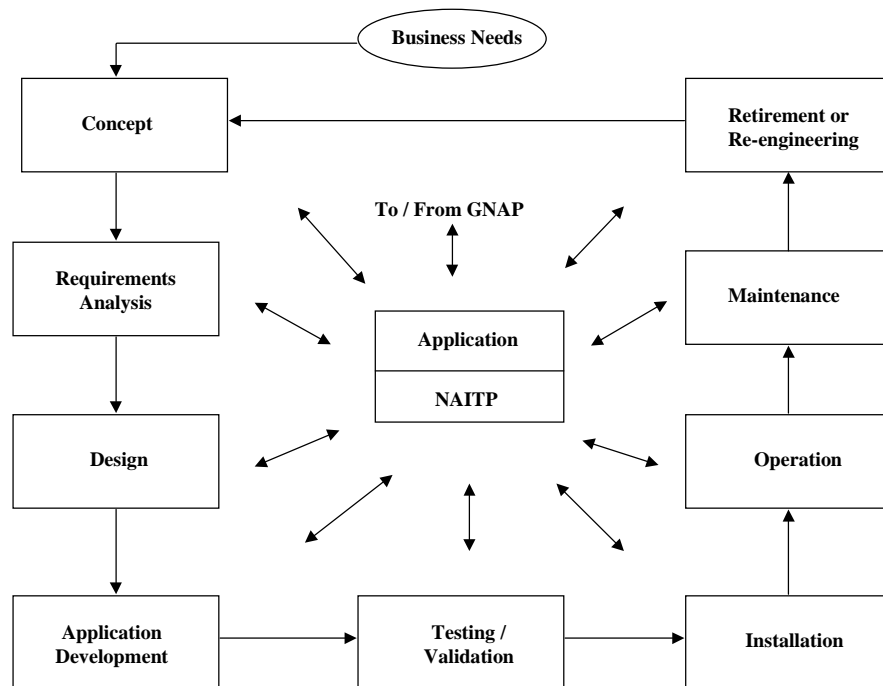 Business Needs
Concept
Retirement or
Re-engineering
To / From GNAP
Requirements
Analysis
Maintenance
Application
NAITP
Design
Operation
Application
Development
Testing /
Validation
Installation